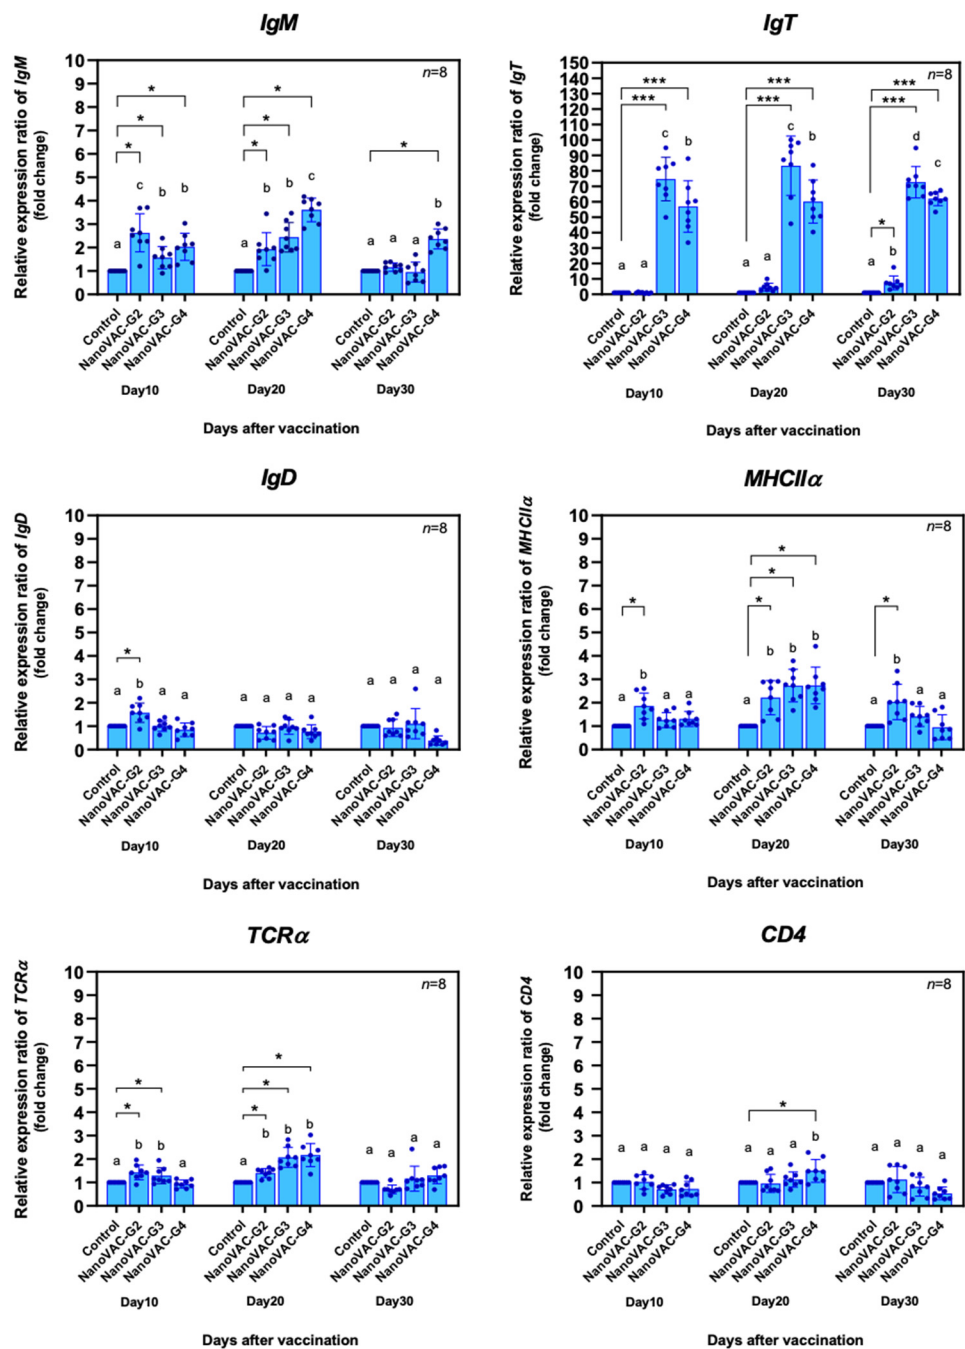 IgM
Relative expression ratio of IgM
(fold change)
10
9
8
7
6
5
4
3
2
1
0
n=8
* * *
a c b b
* * *
a b b c
*
a a a b
Control NanoVAC-G2 NanoVAC-G3 NanoVAC-G4 Control NanoVAC-G2 NanoVAC-G3 NanoVAC-G4 Control NanoVAC-G2 NanoVAC-G3 NanoVAC-G4
Day10 Day20 Day30
Days after vaccination
IgT
Relative expression ratio of IgT
(fold change)
150
140
130
120
110
100
90
80
70
60
50
40
30
20
10
0
n=8
*** ***
a a c b
*** ***
a a c b
*** *** *
a b d c
Control NanoVAC-G2 NanoVAC-G3 NanoVAC-G4 Control NanoVAC-G2 NanoVAC-G3 NanoVAC-G4 Control NanoVAC-G2 NanoVAC-G3 NanoVAC-G4
Day10 Day20 Day30
Days after vaccination
IgD
Relative expression ratio of IgD
(fold change)
10
9
8
7
6
5
4
3
2
1
0
n=8
*
a b a a
a a a a
a a a a
Control NanoVAC-G2 NanoVAC-G3 NanoVAC-G4 Control NanoVAC-G2 NanoVAC-G3 NanoVAC-G4 Control NanoVAC-G2 NanoVAC-G3 NanoVAC-G4
Day10 Day20 Day30
Days after vaccination
MHCIIα
Relative expression ratio of MHCIIα
(fold change)
10
9
8
7
6
5
4
3
2
1
0
n=8
*
a b a a
* * *
a b b b
*
a b a a
Control NanoVAC-G2 NanoVAC-G3 NanoVAC-G4 Control NanoVAC-G2 NanoVAC-G3 NanoVAC-G4 Control NanoVAC-G2 NanoVAC-G3 NanoVAC-G4
Day10 Day20 Day30
Days after vaccination
TCRα
Relative expression ratio of TCRα
(fold change)
10
9
8
7
6
5
4
3
2
1
0
n=8
* *
a b b a
* * *
a b b b
a a a a
Control NanoVAC-G2 NanoVAC-G3 NanoVAC-G4 Control NanoVAC-G2 NanoVAC-G3 NanoVAC-G4 Control NanoVAC-G2 NanoVAC-G3 NanoVAC-G4
Day10 Day20 Day30
Days after vaccination
CD4
Relative expression ratio of CD4
(fold change)
10
9
8
7
6
5
4
3
2
1
0
n=8
a a a a
*
a a a b
a a a a
Control NanoVAC-G2 NanoVAC-G3 NanoVAC-G4 Control NanoVAC-G2 NanoVAC-G3 NanoVAC-G4 Control NanoVAC-G2 NanoVAC-G3 NanoVAC-G4
Day10 Day20 Day30
Days after vaccination